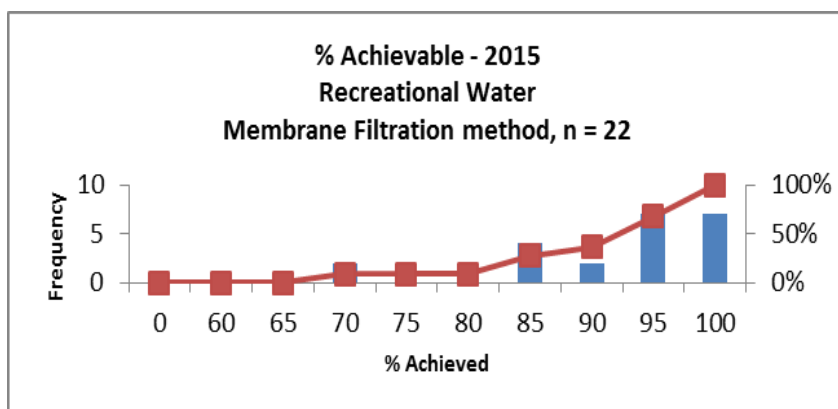 % Achievable - 2015
Recreational Water
Membrane Filtration method, n = 22
Frequency
10
5
0
100%
50%
0%
0 60 65 70 75 80 85 90 95 100
% Achieved